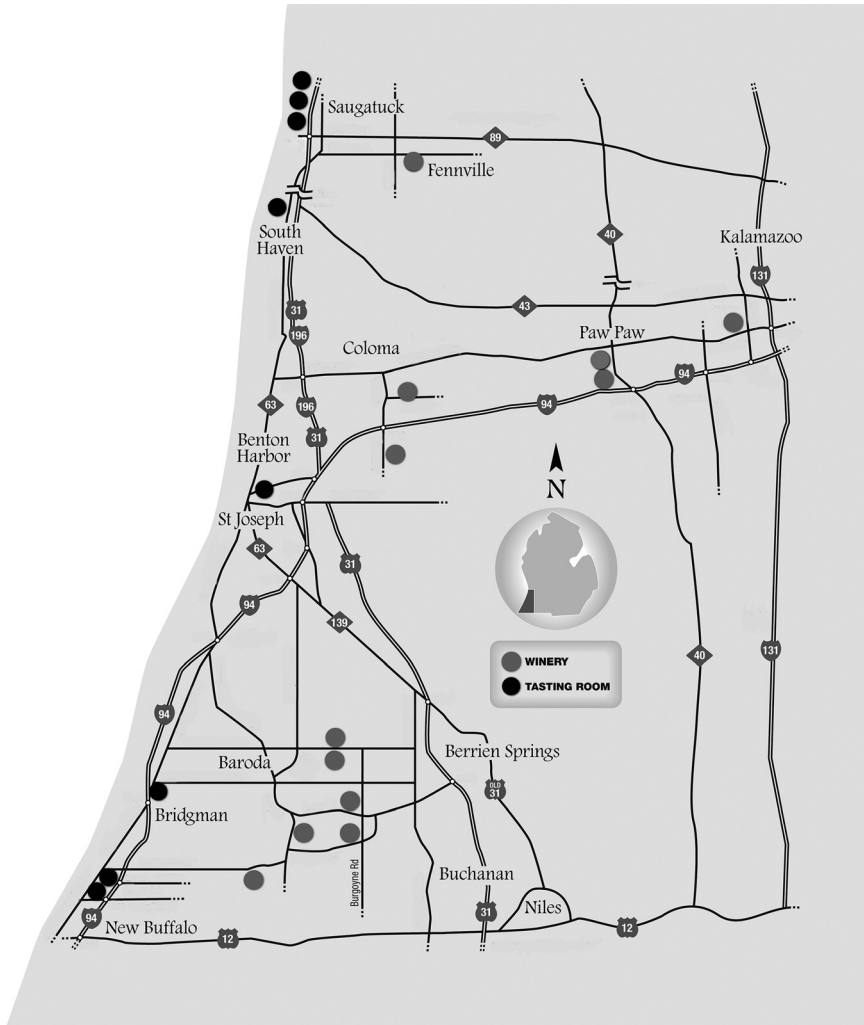 Saugatuck
89
Fennville
South
Haven
40
Kalamazoo
131
43
31
196
Paw Paw
Coloma
94
94
63
196
31
Benton
Harbor
N
St Joseph
63
31
94
139
WINERY
TASTING ROOM
40
131
94
Baroda
Berrien Springs
OLD
31
Bridgman
Burgoyne Rd
Buchanan
Niles
94
31
New Buffalo
12
12